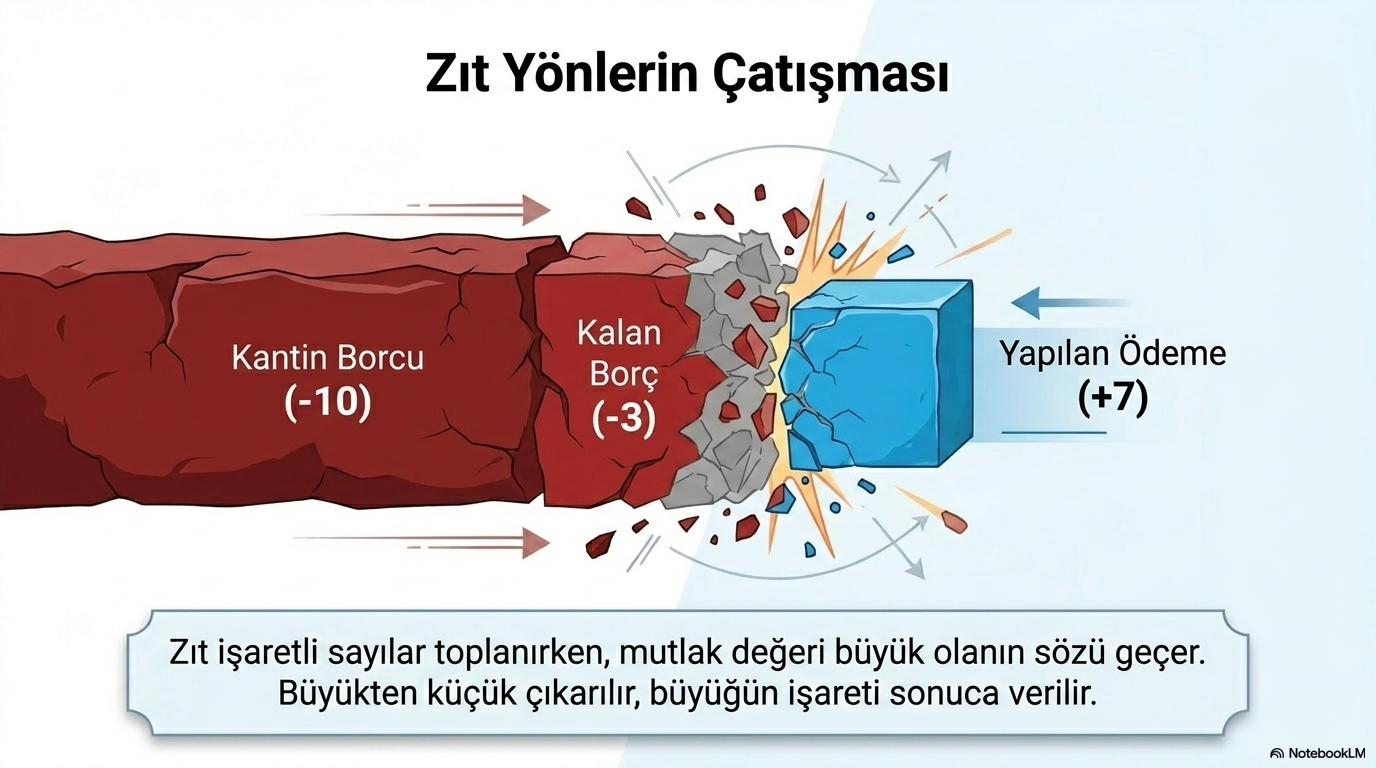 Zıt Yönlerin Çatışması
Kantin Borcu
(-10)
Kalan
Borç
(-3)
Yapılan Ödeme
(+7)
Zıt işaretli sayılar toplanırken, mutlak değeri büyük olanın sözü geçer.
Büyükten küçük çıkarılır, büyüğün işareti sonuca verilir.
NotebookLM